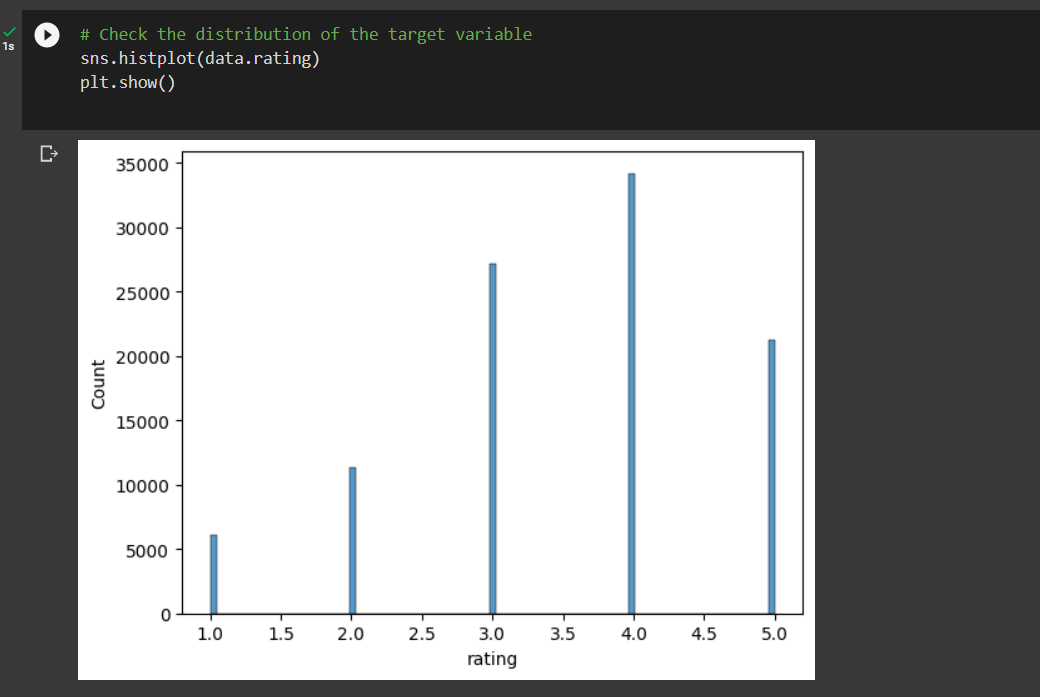 # Check the distribution of the target variable
1s
sns.histplot(data.rating)
plt.show()
35000
30000
25000
20000
15000
10000
5000
0
Count
1.0 1.5 2.0 2.5 3.0 3.5 4.0 4.5 5.0
rating